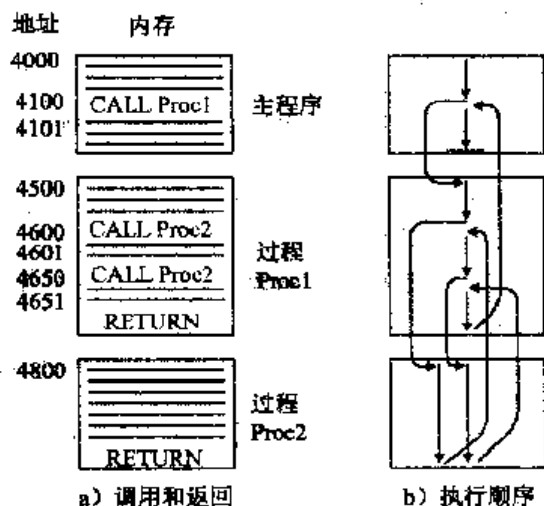 地址 内存
4000
4100 CALL Proc1 主程序
4101
4500
4600 CALL Proc2
4601 过程
4650 CALL Proc2 Proc1
4651
RETURN
4800 过程
Proc2
RETURN
a）调用和返回 b）执行顺序